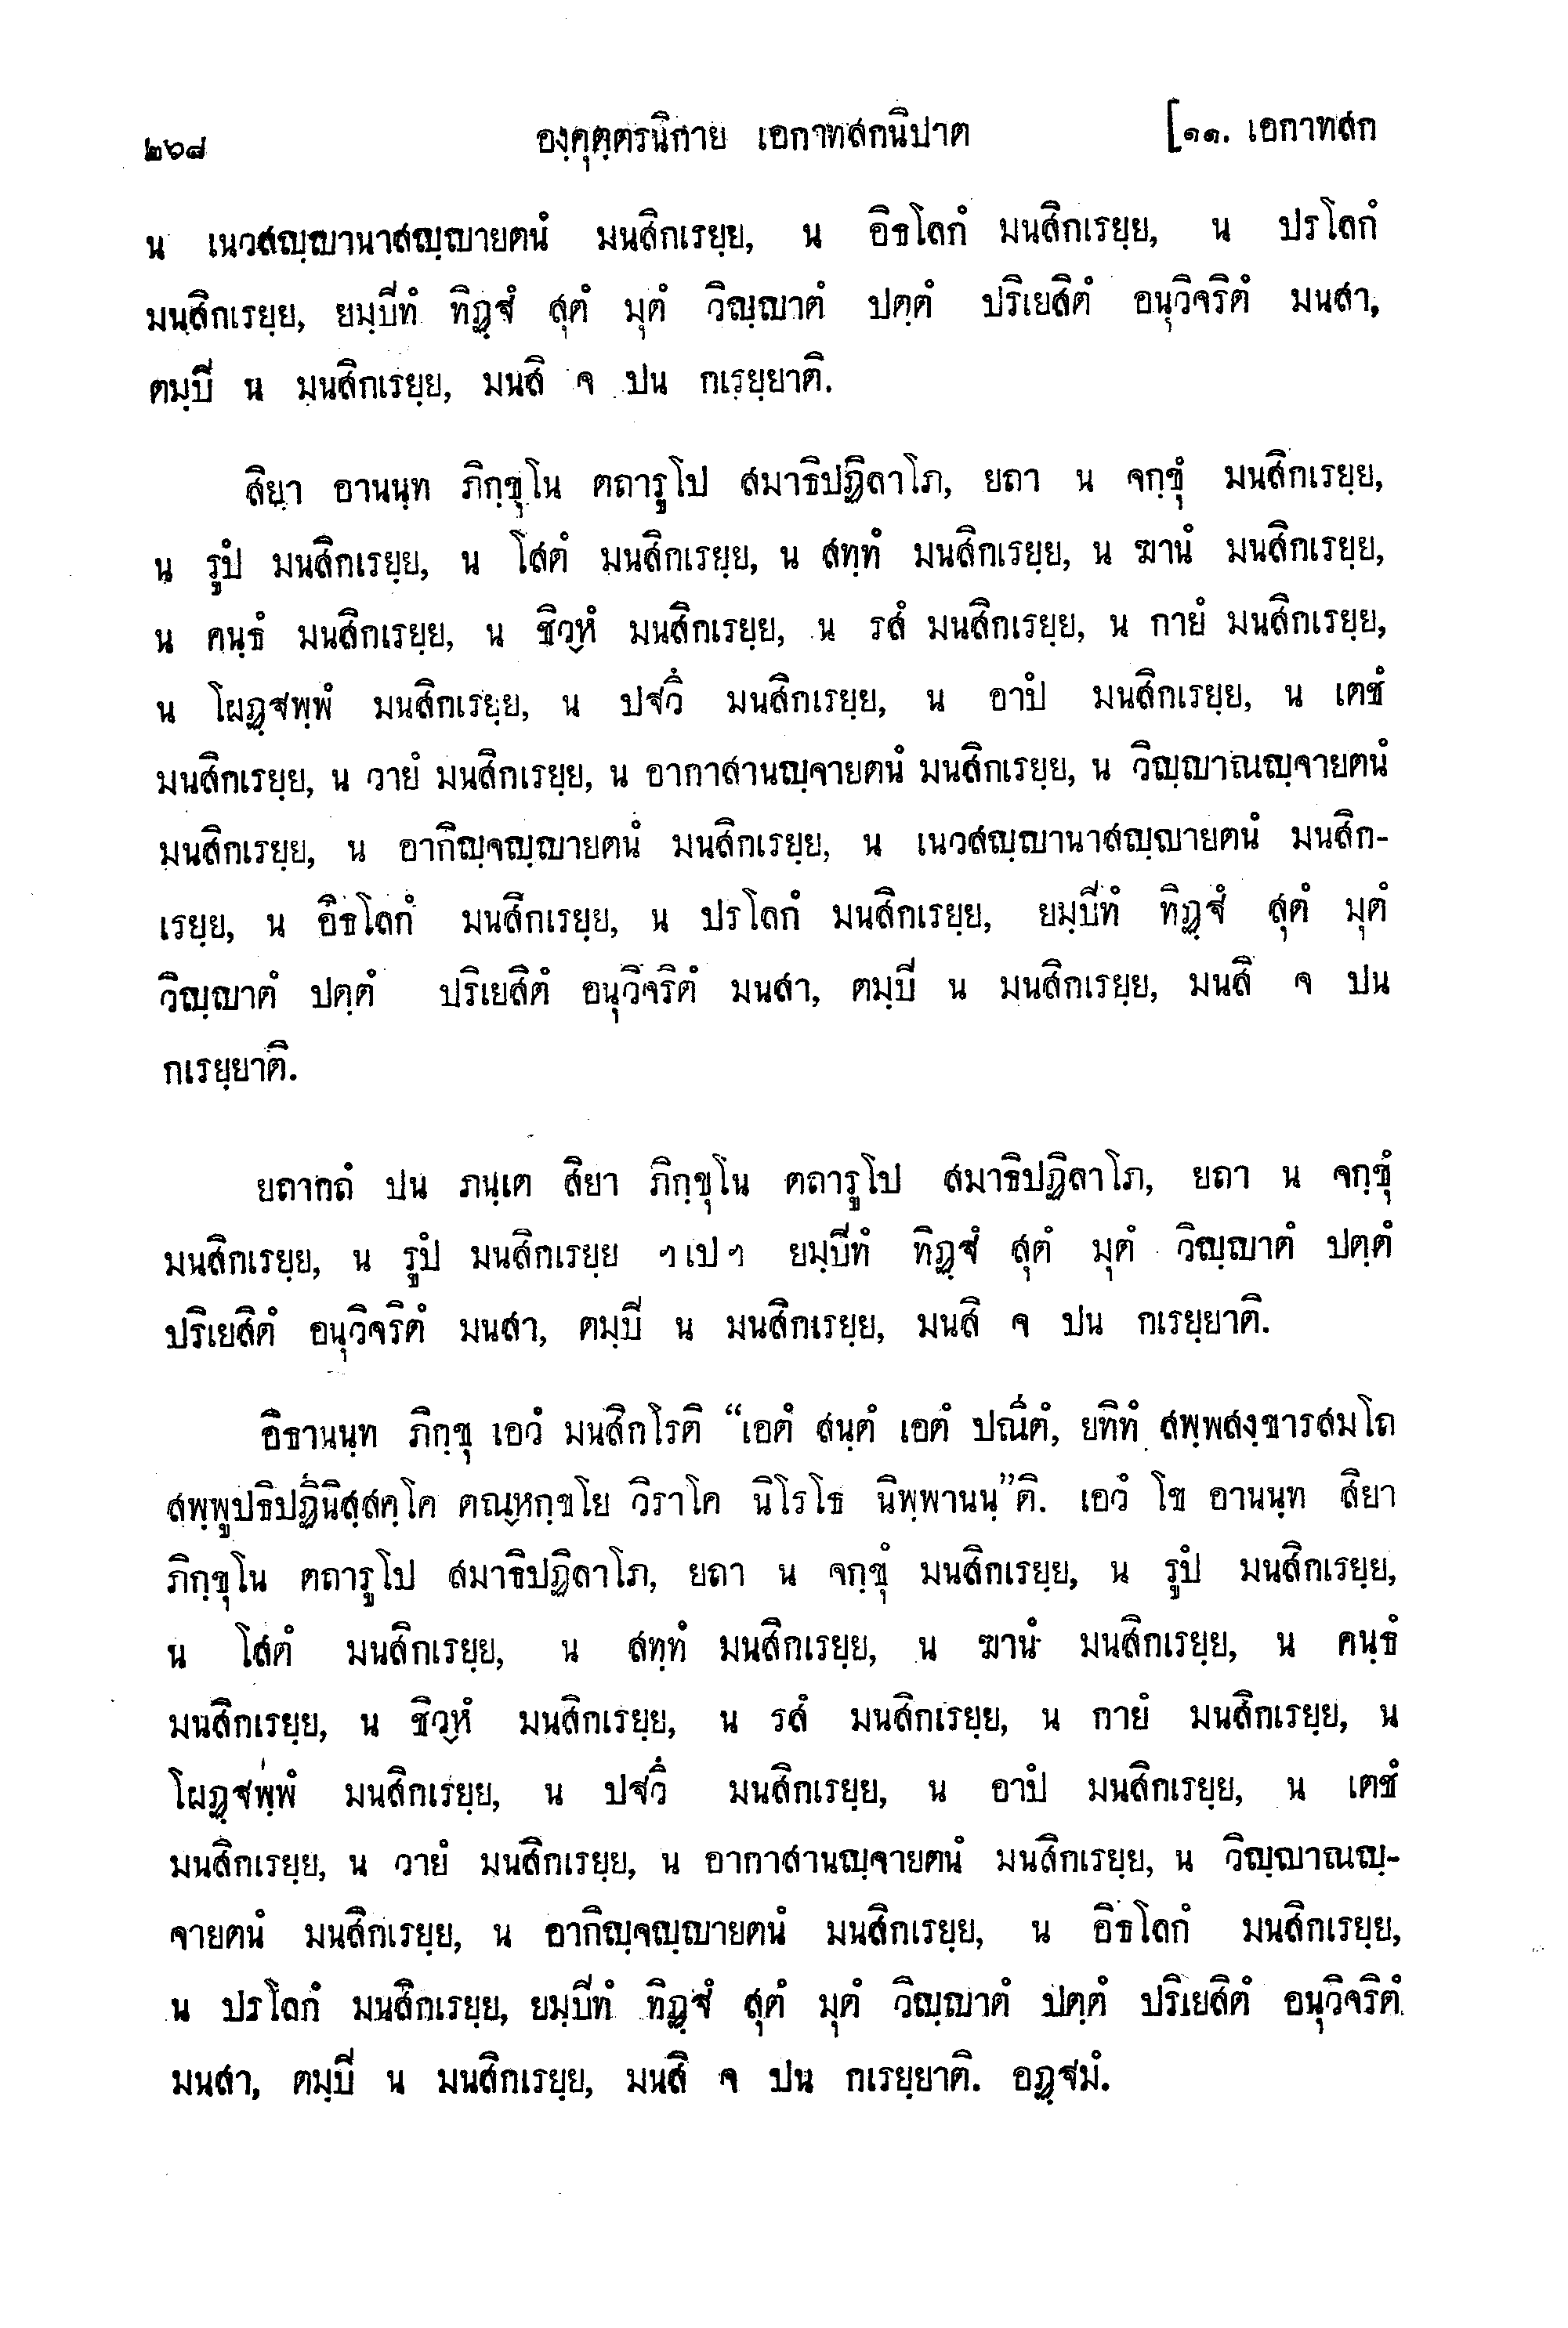 ๒๖๘ องฺคุตฺตรนิกาย เอกาทสกนิปาต [๑๑. เอกาทสก
น เนวสญฺญานาสญฺญายตนํ มนสิกเรยฺย, น อิธโลกํ มนสิกเรยฺย, น ปรโลกํ
มนสิกเรยฺย, ยมฺปีทํ ทิฏฺฐํ สุตํ มุตํ วิญฺญาตํ ปตฺตํ ปริเยสิตํ อนุวิจริตํ มนสา,
ตมฺปิ น มนสิกเรยฺย, มนสิ จ ปน กเรยฺยาติ.
สิยา อานนฺท ภิกฺขุโน ตถารูโป สมาธิปฏิลาโภ, ยถา น จกฺขุํ มนสิกเรยฺย,
น รูปํ มนสิกเรยฺย, น โสตํ มนสิกเรยฺย, น สทฺทํ มนสิกเรยฺย, น ฆานํ มนสิกเรยฺย,
น คนฺธํ มนสิกเรยฺย, น ชิวฺหํ มนสิกเรยฺย, น รสํ มนสิกเรยฺย, น กายํ มนสิกเรยฺย,
น โผฏฺฐพฺพํ มนสิกเรยฺย, น ปฐวึ มนสิกเรยฺย, น อาปํ มนสิกเรยฺย, น เตชํ
มนสิกเรยฺย, น วายํ มนสิกเรยฺย, น อากาสานญฺจายตนํ มนสิกเรยฺย, น วิญฺญาณญฺจายตนํ
มนสิกเรยฺย, น อากิญฺจญฺญายตนํ มนสิกเรยฺย, น เนวสญฺญานาสญฺญายตนํ มนสิก-
เรยฺย, น อิธโลกํ มนสิกเรยฺย, น ปรโลกํ มนสิกเรยฺย, ยมฺปีทํ ทิฏฺฐํ สุตํ มุตํ
วิญฺญาตํ ปตฺตํ ปริเยสิตํ อนุวิจริตํ มนสา, ตมฺปิ น มนสิกเรยฺย, มนสิ จ ปน
กเรยฺยาติ.
ยถากถํ ปน ภนฺเต สิยา ภิกฺขุโน ตถารูโป สมาธิปฏิลาโภ, ยถา น จกฺขุํ
มนสิกเรยฺย, น รูปํ มนสิกเรยฺย ฯเปฯ ยมฺปีทํ ทิฏฺฐํ สุตํ มุตํ วิญฺญาตํ ปตฺตํ
ปริเยสิตํ อนุวิจริตํ มนสา, ตมฺปิ น มนสิกเรยฺย, มนสิ จ ปน กเรยฺยาติ.
อิธานนฺท ภิกฺขุ เอวํ มนสิกโรติ “เอตํ สนฺตํ เอตํ ปณีตํ, ยทิทํ สพฺพสงฺขารสมโถ
สพฺพูปธิปฏินิสฺสคฺโค ตณฺหกฺขโย วิราโค นิโรโธ นิพฺพานนฺ”ติ. เอวํ โข อานนฺท สิยา
ภิกฺขุโน ตถารูโป สมาธิปฏิลาโภ, ยถา น จกฺขุํ มนสิกเรยฺย, น รูปํ มนสิกเรยฺย,
น โสตํ มนสิกเรยฺย, น สทฺทํ มนสิกเรยฺย, น ฆานํ มนสิกเรยฺย, น คนฺธํ
มนสิกเรยฺย, น ชิวฺหํ มนสิกเรยฺย, น รสํ มนสิกเรยฺย, น กายํ มนสิกเรยฺย, น
โผฏฺฐพฺพํ มนสิกเรยฺย, น ปฐวึ มนสิกเรยฺย, น อาปํ มนสิกเรยฺย, น เตชํ
มนสิกเรยฺย, น วายํ มนสิกเรยฺย, น อากาสานญฺจายตนํ มนสิกเรยฺย, น วิญฺญาณญฺ-
จายตนํ มนสิกเรยฺย, น อากิญฺจญฺญายตนํ มนสิกเรยฺย, น อิธโลกํ มนสิกเรยฺย,
น ปรโลกํ มนสิกเรยฺย, ยมฺปีทํ ทิฏฺฐํ สุตํ มุตํ วิญฺญาตํ ปตฺตํ ปริเยสิตํ อนุวิจริตํ
มนสา, ตมฺปิ น มนสิกเรยฺย, มนสิ จ ปน กเรยฺยาติ. อฏฺฐมํ.